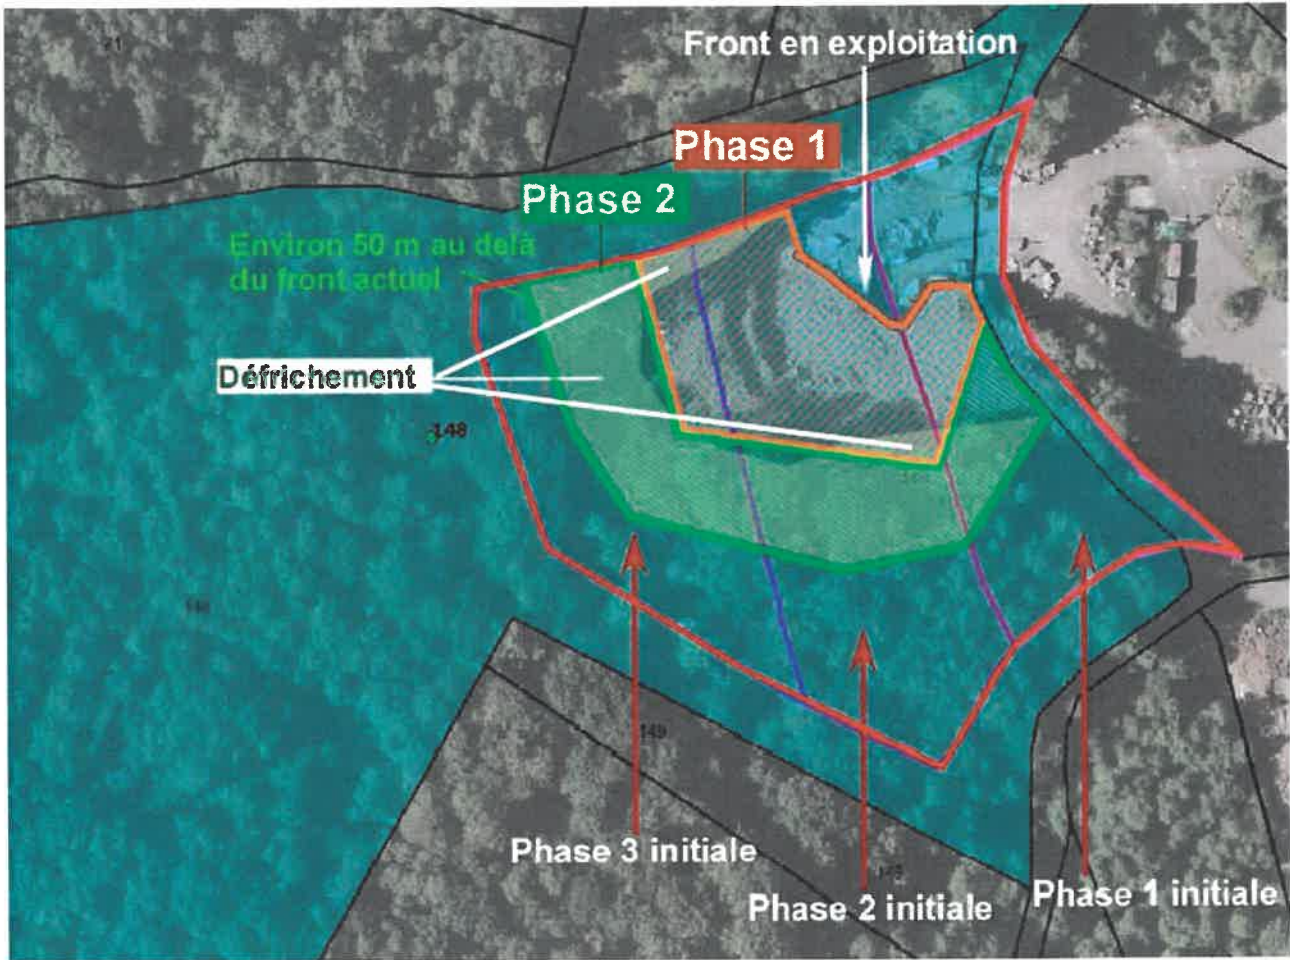 Front en exploitation
Phase 1
Phase 2
Environ 50 m au delà
du front actuel
Défrichement
148
149
Phase 3 initiale
Phase 2 initiale
Phase 1 initiale